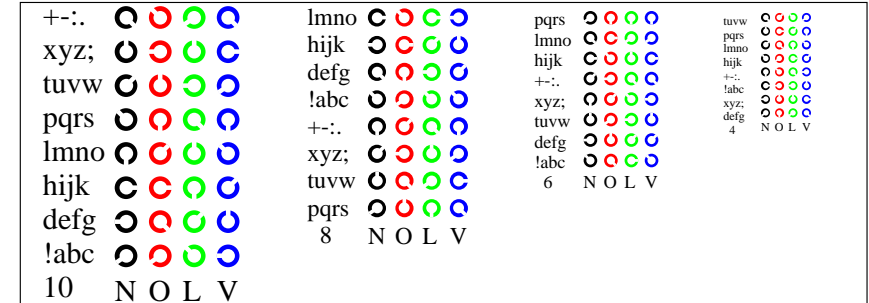 +-:.
xyz;
tuvw
pqrs
lmno
hijk
defg
!abc
10 N O L V
lmno
hijk
defg
!abc
+-:.
xyz;
tuvw
pqrs
8 N O L V
pqrs
lmno
hijk
+-:.
xyz;
tuvw
defg
!abc
6 N O L V
tuvw
pqrs
lmno
hijk
+-:.
!abc
xyz;
defg
4 N O L V